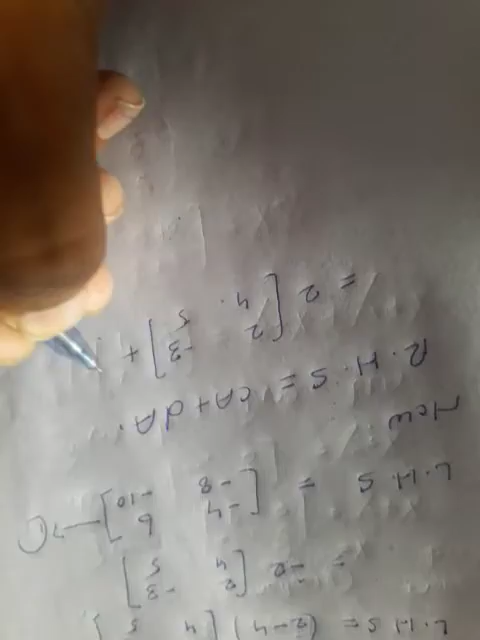 L.H.S = (2-4) [4 5]
= -2 [2 -3
4 5]
L.H.S = [-4 6
-8 -10] → ①
Now
R.H.S = CA + dA.
= 2 [2 -3
4. 5] +